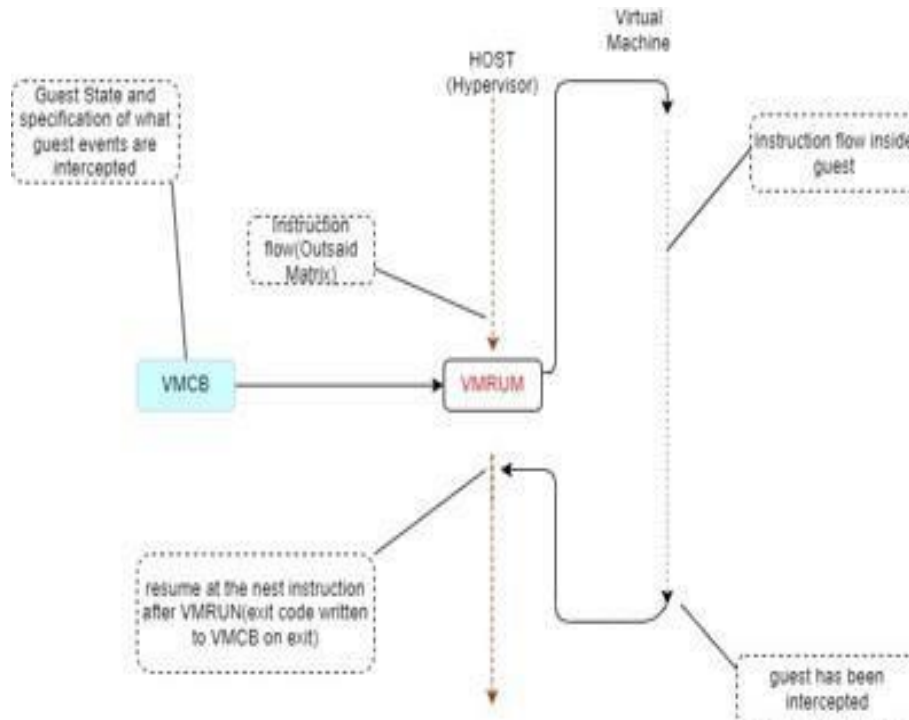 Virtual
Machine
HOST
(Hypervisor)
Guest State and
specification of what
guest events are
intercepted
Instruction flow inside
guest
Instruction
flow(Outsaid
Matrix)
VMCB
VMRUM
resume at the nest instruction
after VMRUN(exit code written
to VMCB on exit)
guest has been
intercepted